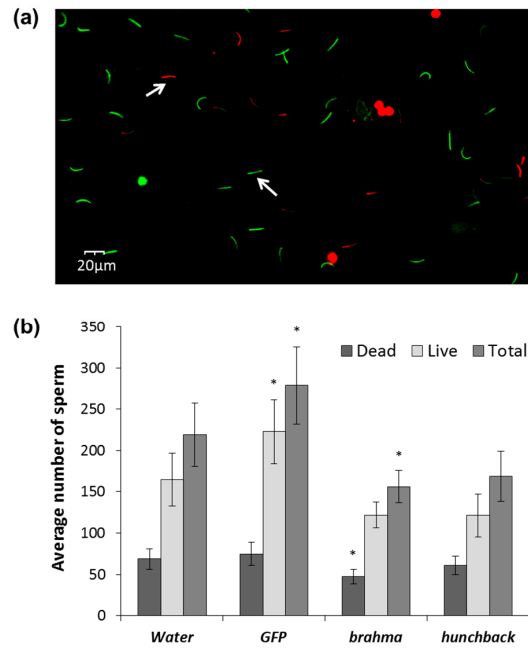 (a)
20µm
(b)
350
300
250
200
150
100
50
0
Average number of sperm
Dead Live Total
* * * *
Water GFP brahma hunchback